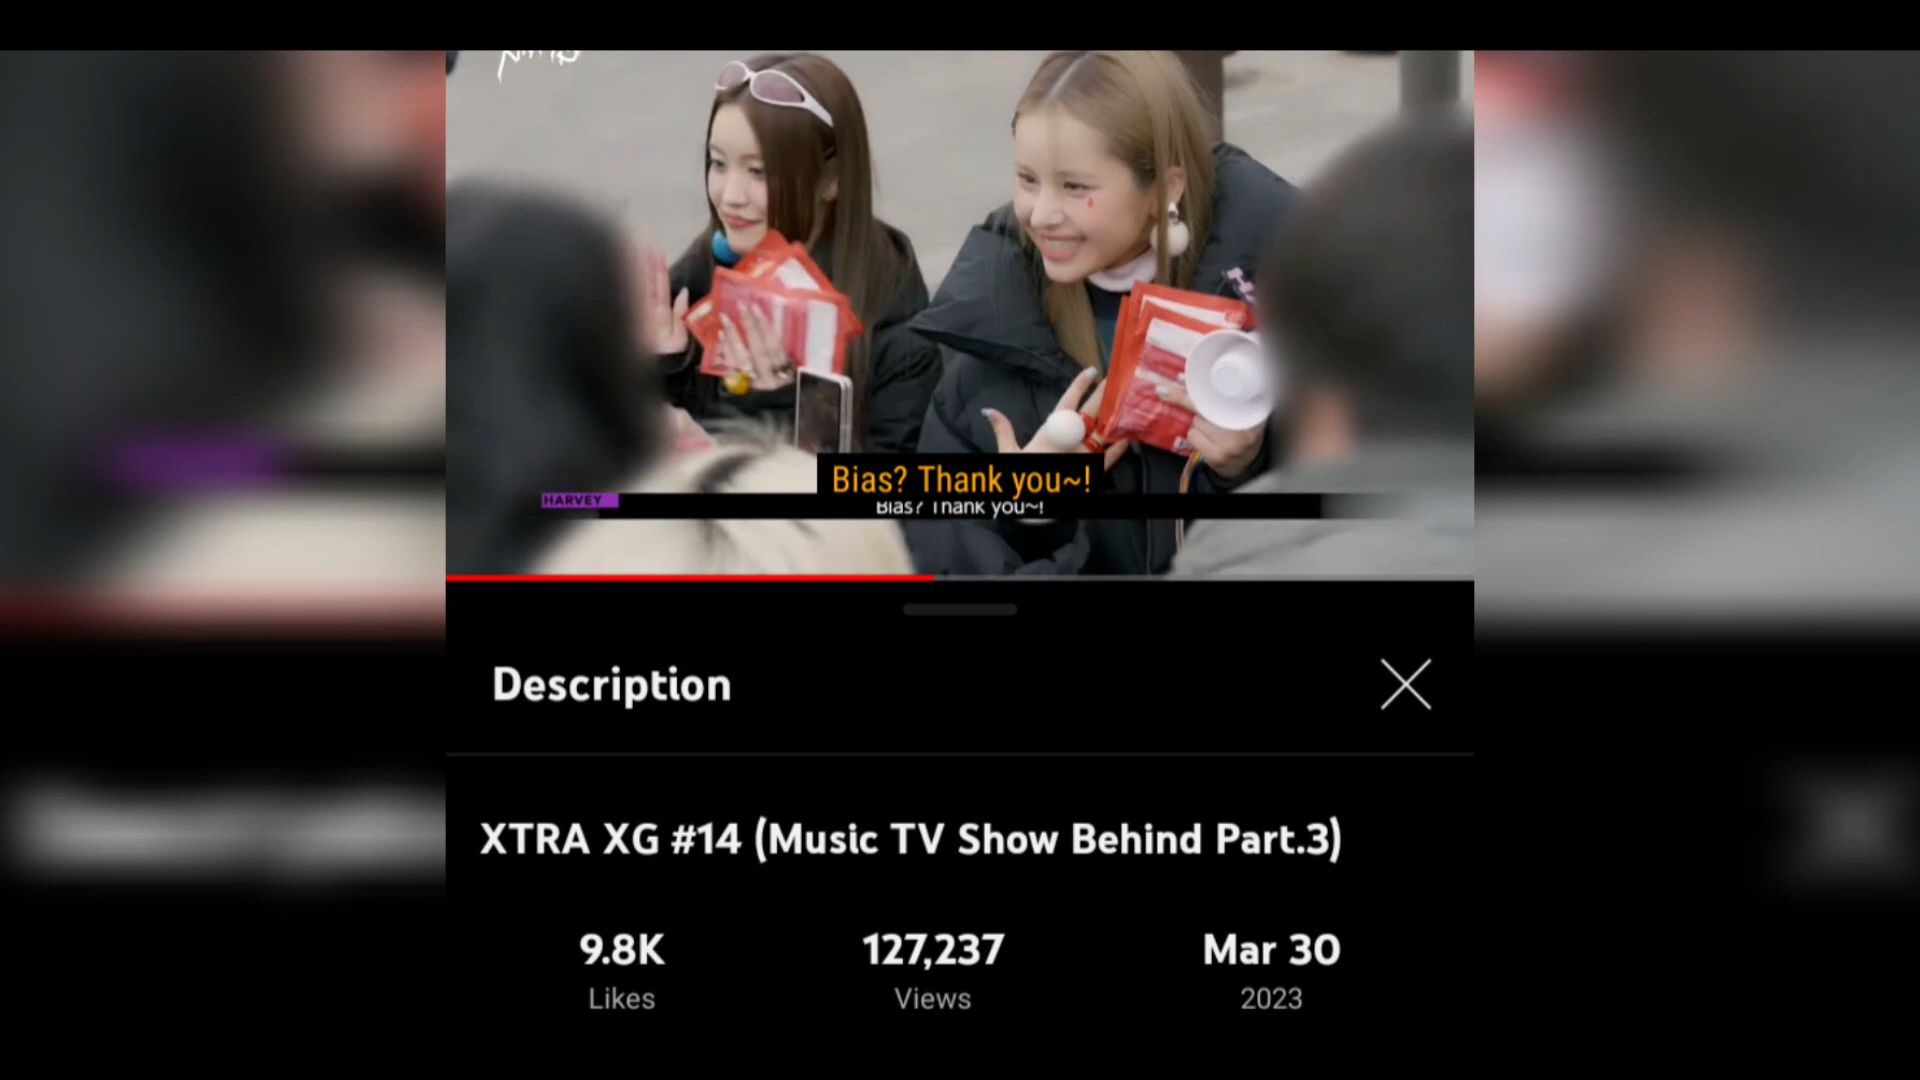 Bias? Thank you~!
HARVEY
Bias? Thank you~!
Description
XTRA XG #14 (Music TV Show Behind Part.3)
9.8K
127,237
Mar 30
Likes
Views
2023